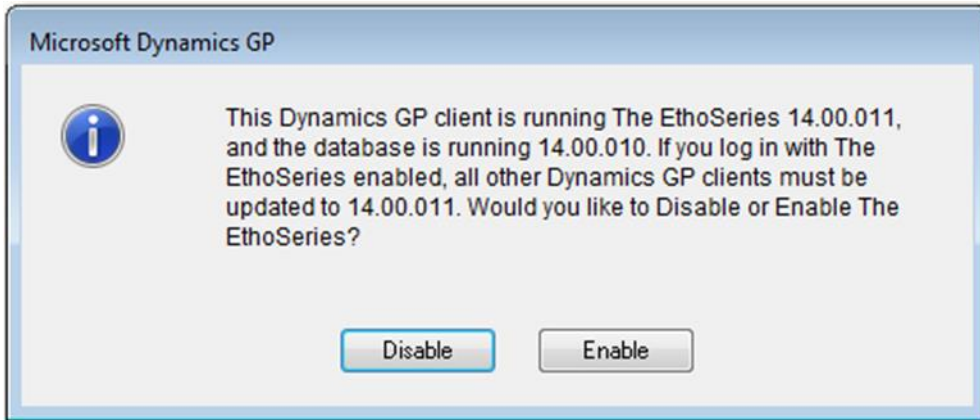 Microsoft Dynamics GP
This Dynamics GP client is running The EthoSeries 14.00.011,
and the database is running 14.00.010. If you log in with The
EthoSeries enabled, all other Dynamics GP clients must be
updated to 14.00.011. Would you like to Disable or Enable The
EthoSeries?
Disable Enable